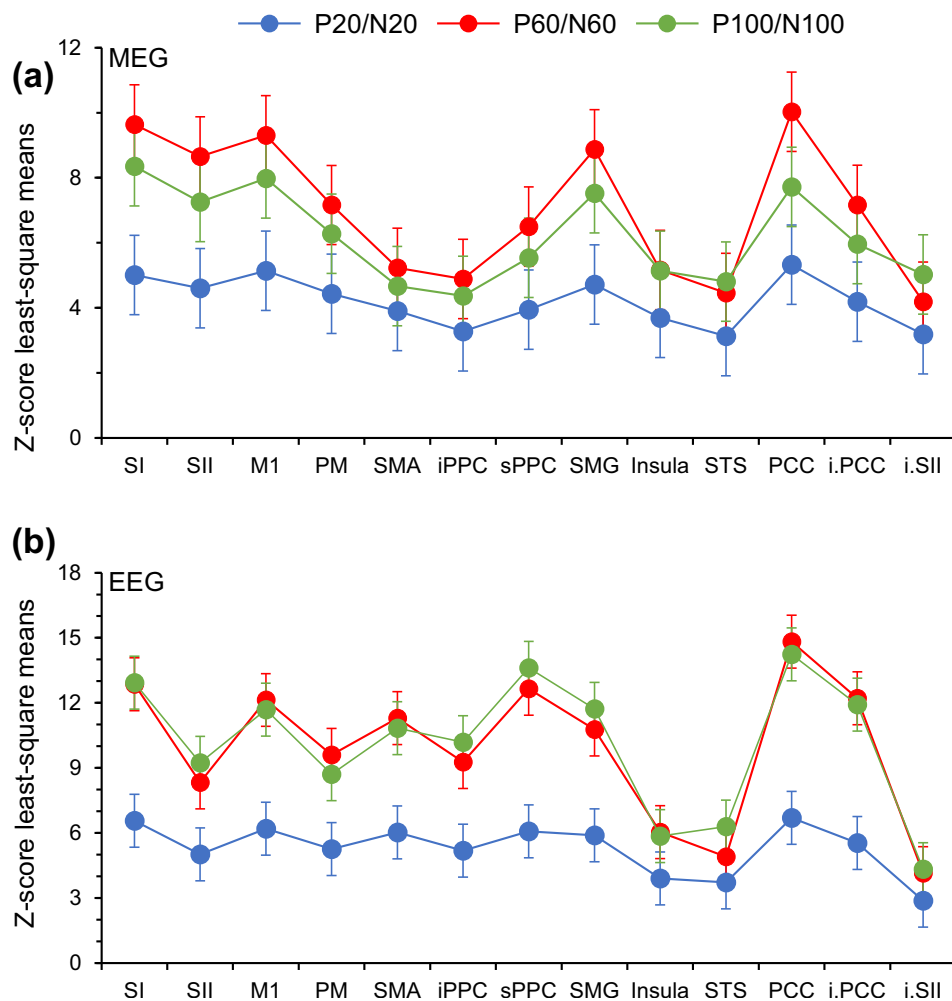 P20/N20 P60/N60 P100/N100
(a)
MEG
Z-score least-square means
12
8
4
0
SI SII M1 PM SMA iPPC sPPC SMG Insula STS PCC i.PCC i.SII
(b)
EEG
Z-score least-square means
18
15
12
9
6
3
0
SI SII M1 PM SMA iPPC sPPC SMG Insula STS PCC i.PCC i.SII